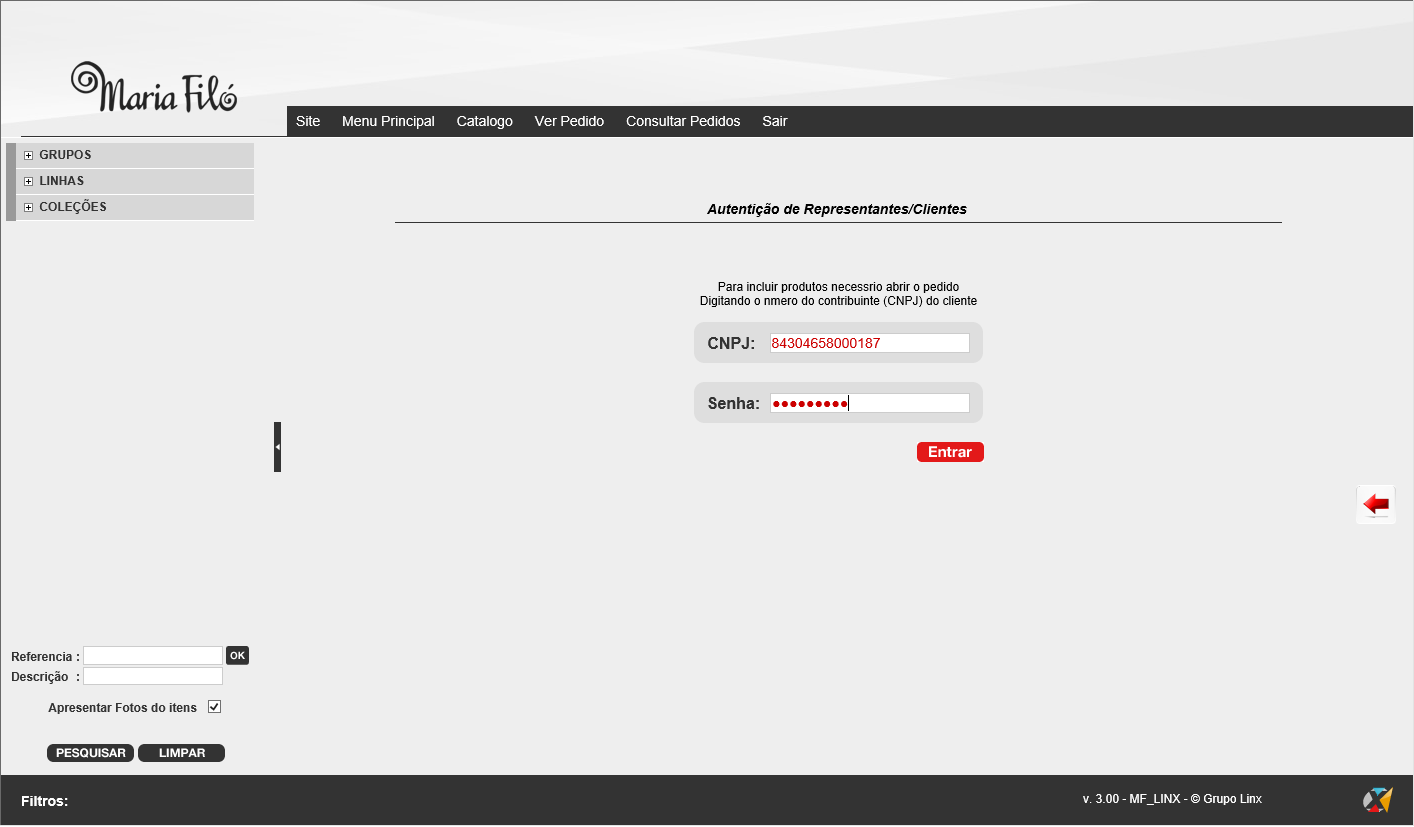 Maria Filó
Site Menu Principal Catalogo Ver Pedido Consultar Pedidos Sair
GRUPOS
LINHAS
COLEÇÕES
Autentição de Representantes/Clientes
Para incluir produtos necessrio abrir o pedido
Digitando o nmero do contribuinte (CNPJ) do cliente
CNPJ: 84304658000187
Senha: ●●●●●●●●●
Entrar
Referencia : OK
Descrição :
Apresentar Fotos do itens
PESQUISAR LIMPAR
Filtros: v. 3.00 - MF_LINX - © Grupo Linx